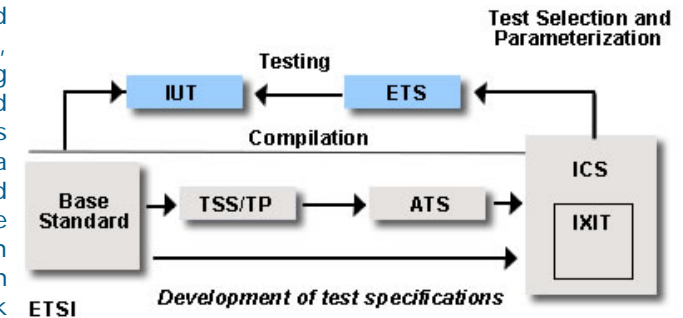 Test Selection and
Parameterization
Testing
IUT
ETS
Compilation
ICS
Base
Standard
TSS/TP
ATS
IXIT
Development of test specifications
ETSI